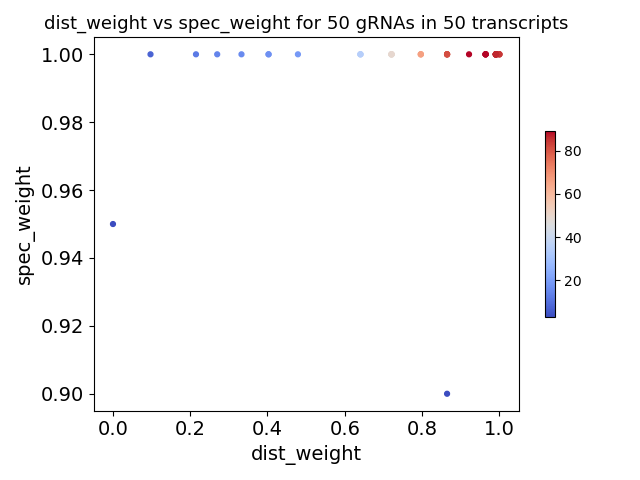 dist_weight vs spec_weight for 50 gRNAs in 50 transcripts
1.00
0.98
0.96
0.94
0.92
0.90
spec_weight
0.0 0.2 0.4 0.6 0.8 1.0
dist_weight
80
60
40
20